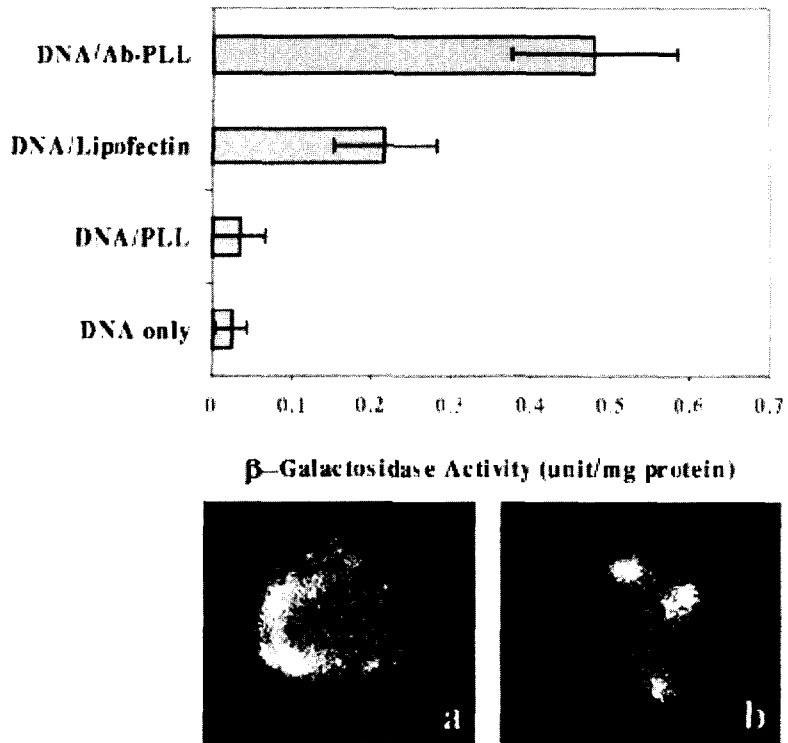 DNA/Ab-PLL
DNA/Lipofectin
DNA/PLL
DNA only
0 0.1 0.2 0.3 0.4 0.5 0.6 0.7
β–Galactosidase Activity (unit/mg protein)
a b